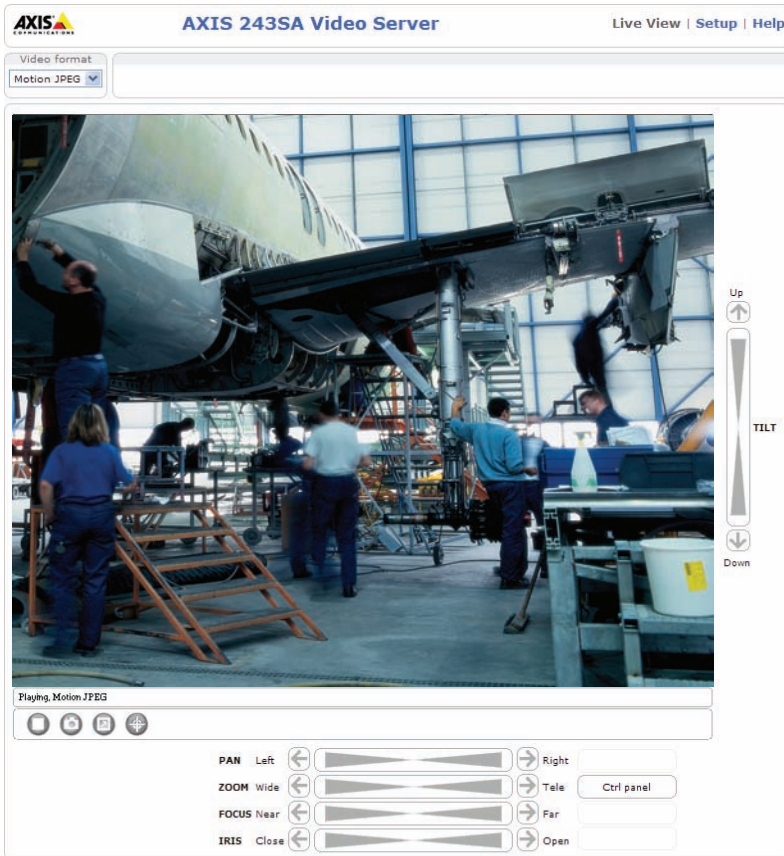 AXIS
COMMUNICATIONS
AXIS 243SA Video Server
Live View | Setup | Help
Video format
Motion JPEG
Up
TILT
Down
Playing, Motion JPEG
PAN Left Right
ZOOM Wide Tele Ctrl panel
FOCUS Near Far
IRIS Close Open